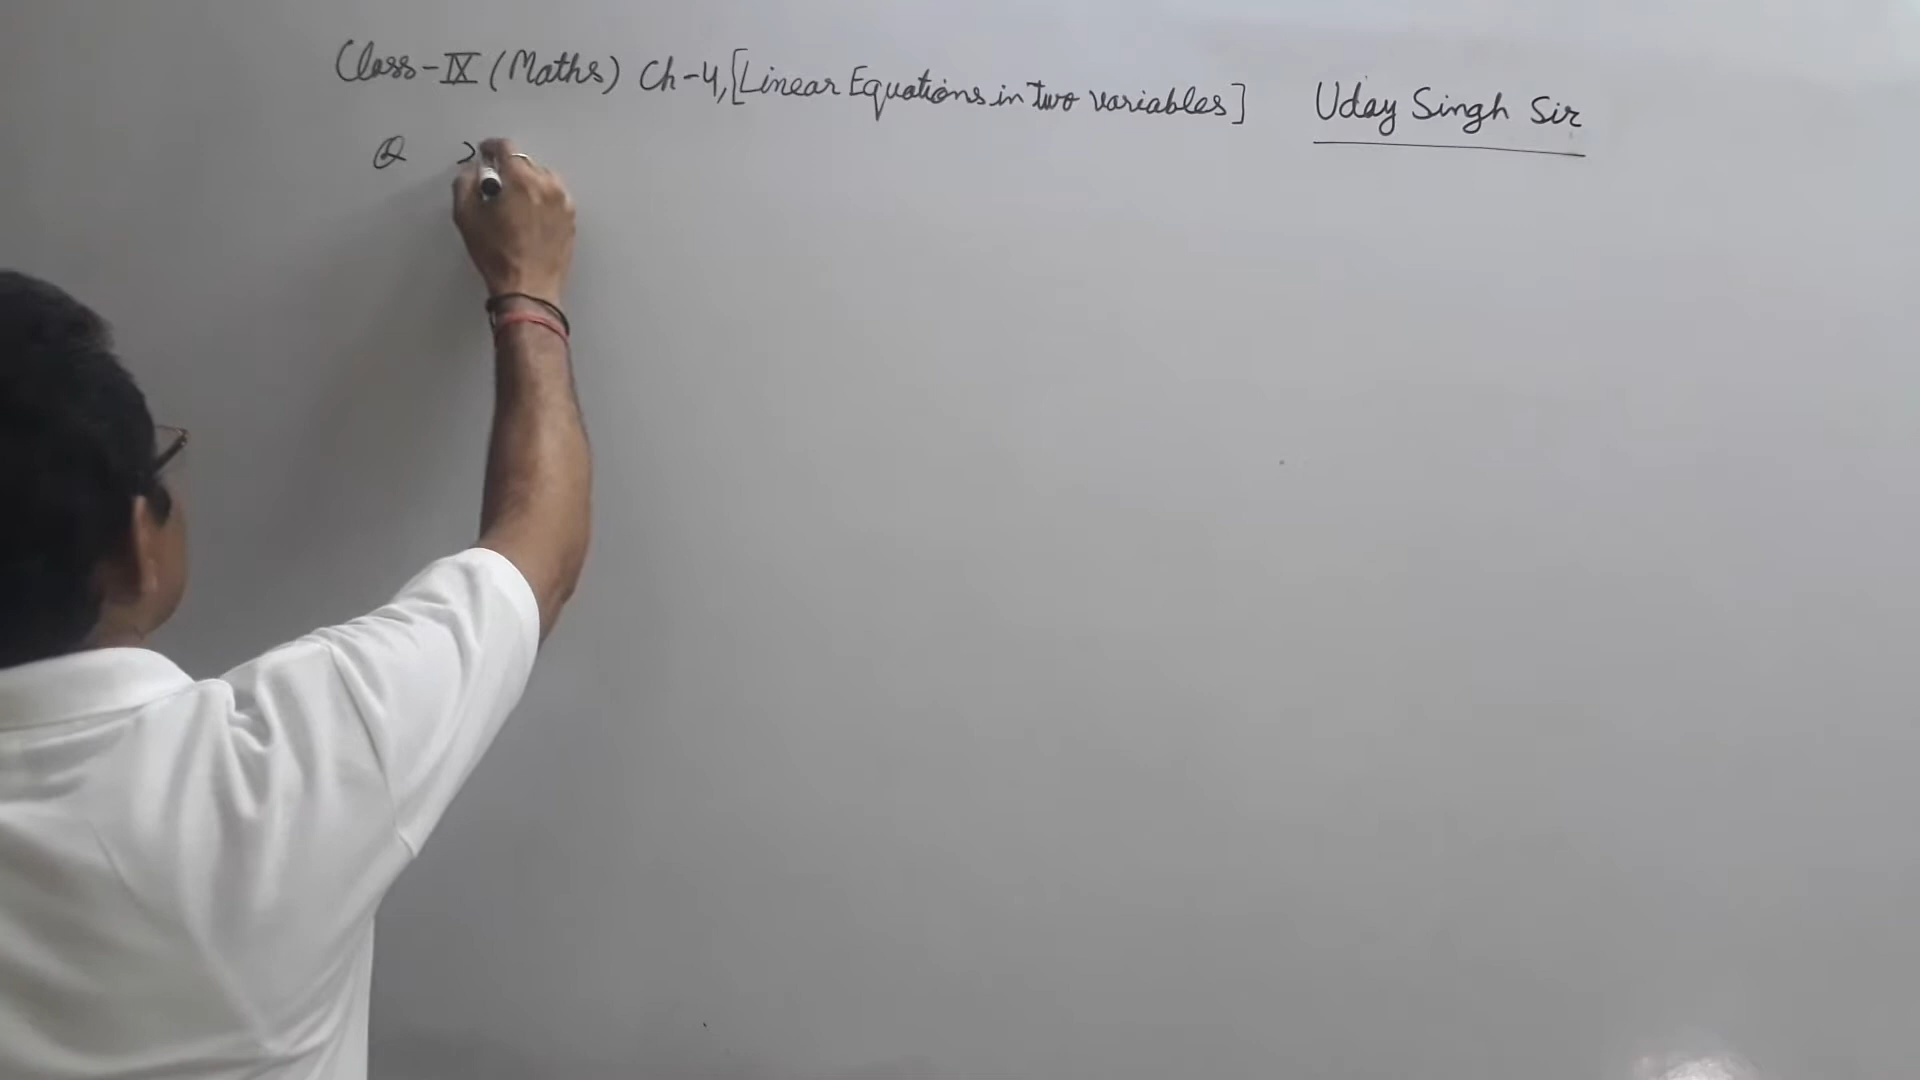 Class-IX (Maths) Ch-4, [Linear Equations in two variables] Uday Singh Sir
Q